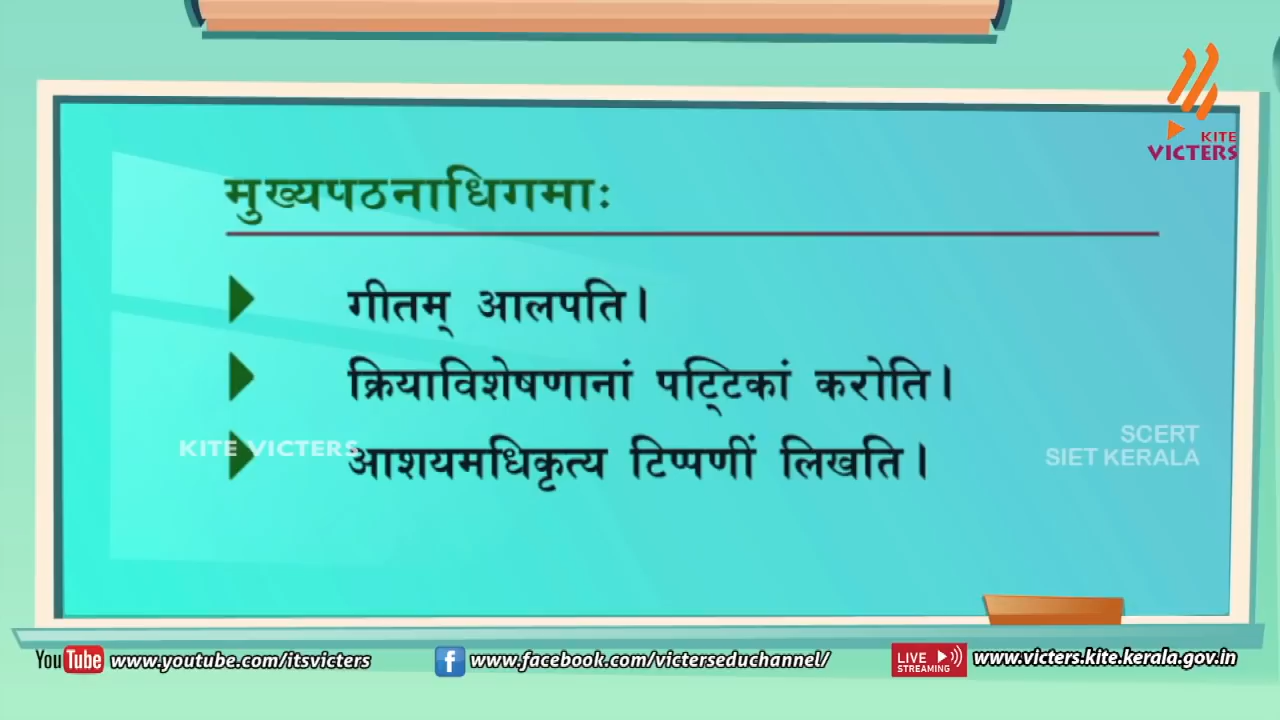 KITE
VICTERS
मुख्यपठनाधिगमाः
गीतम् आलपति।
क्रियाविशेषणानां पट्टिकां करोति।
आशयमधिकृत्य टिप्पणीं लिखति।
KITE VICTERS
SCERT
SIET KERALA
YouTube www.youtube.com/itsvicters
f www.facebook.com/victerseduchannel/
LIVE STREAMING www.victers.kite.kerala.gov.in